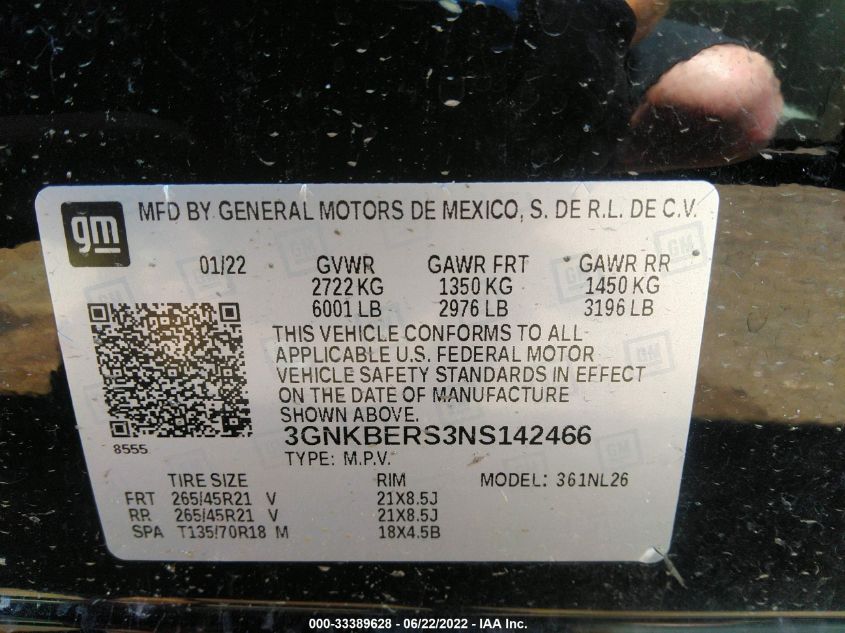 gm MFD BY GENERAL MOTORS DE MEXICO, S. DE R.L. DE C.V.
01/22 GVWR GAWR FRT GAWR RR
2722 KG 1350 KG 1450 KG
6001 LB 2976 LB 3196 LB
THIS VEHICLE CONFORMS TO ALL
APPLICABLE U.S. FEDERAL MOTOR
VEHICLE SAFETY STANDARDS IN EFFECT
ON THE DATE OF MANUFACTURE
SHOWN ABOVE.
3GNKBERS3NS142466
8555
TYPE: M.P.V.
TIRE SIZE RIM MODEL: 361NL26
FRT 265/45R21 V 21X8.5J
RR 265/45R21 V 21X8.5J
SPA T135/70R18 M 18X4.5B
000-33389628 - 06/22/2022 - IAA Inc.